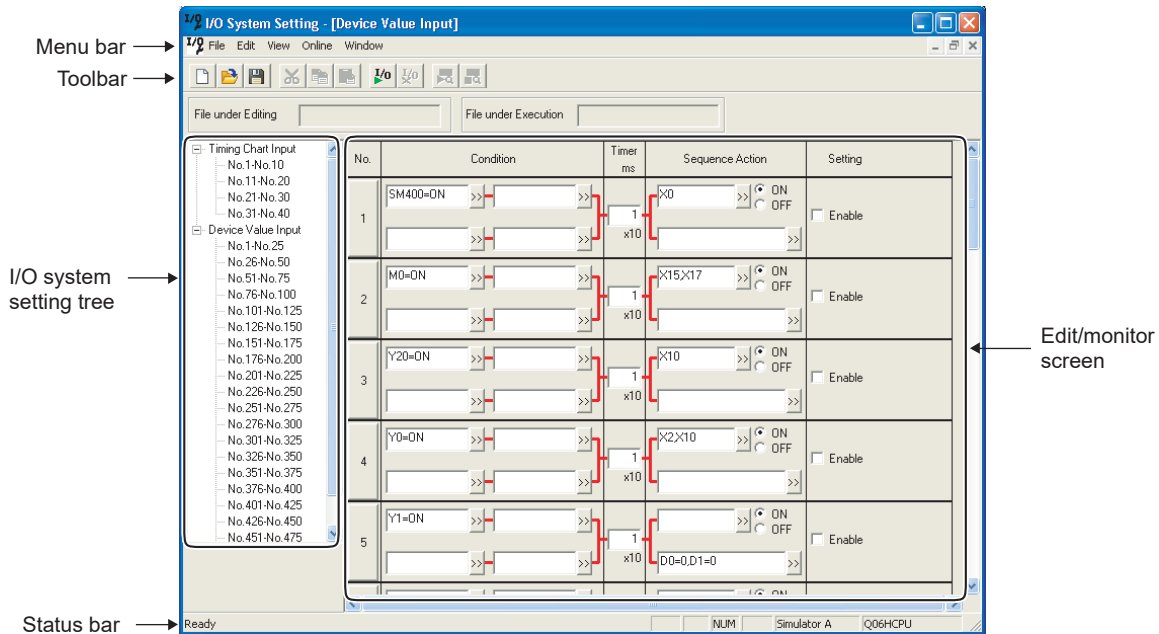 I/O System Setting - [Device Value Input]
Menu bar
File Edit View Online Window
Toolbar
I/O I/O
File under Editing File under Execution
I/O system
setting tree
Timing Chart Input
No.1-No.10
No.11-No.20
No.21-No.30
No.31-No.40
Device Value Input
No.1-No.25
No.26-No.50
No.51-No.75
No.76-No.100
No.101-No.125
No.126-No.150
No.151-No.175
No.176-No.200
No.201-No.225
No.226-No.250
No.251-No.275
No.276-No.300
No.301-No.325
No.326-No.350
No.351-No.375
No.376-No.400
No.401-No.425
No.426-No.450
No.451-No.475
No. Condition Timer ms Sequence Action Setting
1 SM400=ON >> >> 1 x10 X0 >> ON OFF Enable
>> >> >>
2 M0=ON >> >> 1 x10 X15,X17 >> ON OFF Enable
>> >> >>
3 Y20=ON >> >> 1 x10 X10 >> ON OFF Enable
>> >> >>
4 Y0=ON >> >> 1 x10 X2,X10 >> ON OFF Enable
>> >> >>
5 Y1=ON >> >> 1 x10 >> ON OFF Enable
>> >> D0=0,D1=0 >>
ON
Edit/monitor
screen
Status bar
Ready NUM Simulator A Q06HCPU